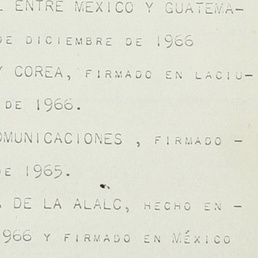 ENTRE MEXICO Y GUATEMA-
DE DICIEMBRE DE 1966
Y COREA, FIRMADO EN LACIU-
DE 1966.
OMUNICACIONES , FIRMADO -
DE 1965.
DE LA ALALC, HECHO EN -
1966 Y FIRMADO EN MÉXICO